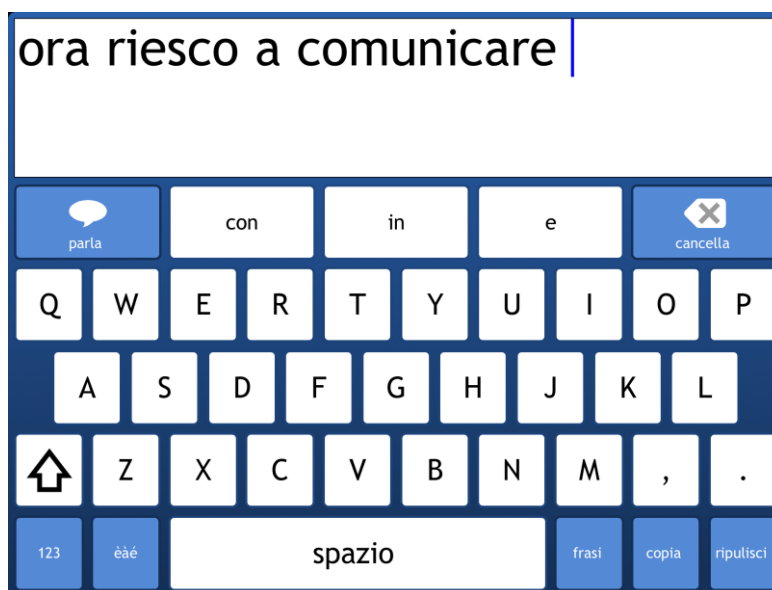 ora riesco a comunicare
parla con in e cancella
Q W E R T Y U I O P
A S D F G H J K L
Z X C V B N M , .
123 èàé spazio frasi copia ripulisci